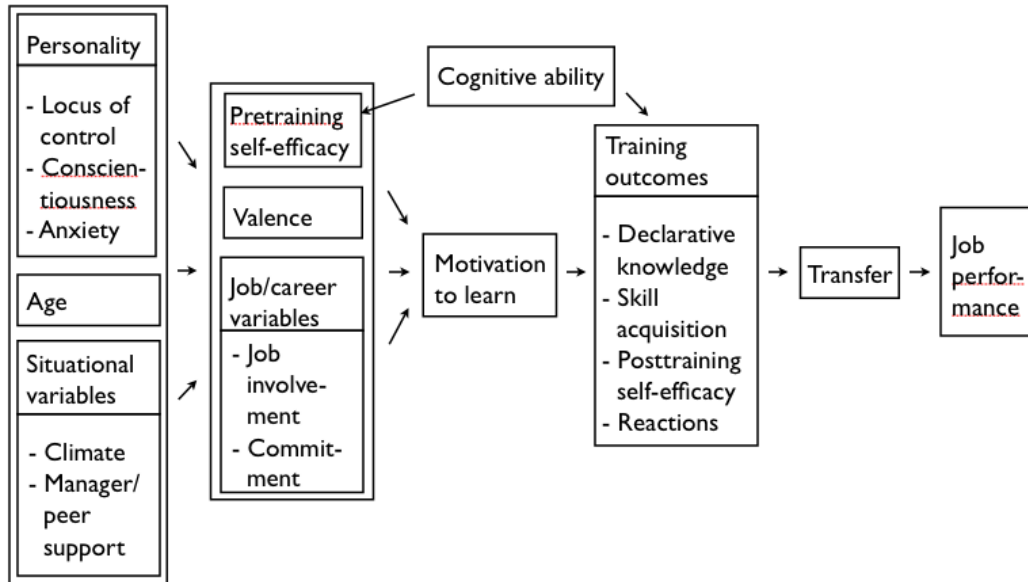 Personality
- Locus of
control
- Conscien-
tiousness
- Anxiety
Age
Situational
variables
- Climate
- Manager/
peer
support
Pretraining
self-efficacy
Valence
Job/career
variables
- Job
involve-
ment
- Commit-
ment
Cognitive ability
Motivation
to learn
Training
outcomes
- Declarative
knowledge
- Skill
acquisition
- Posttraining
self-efficacy
- Reactions
Transfer
Job
perfor-
mance